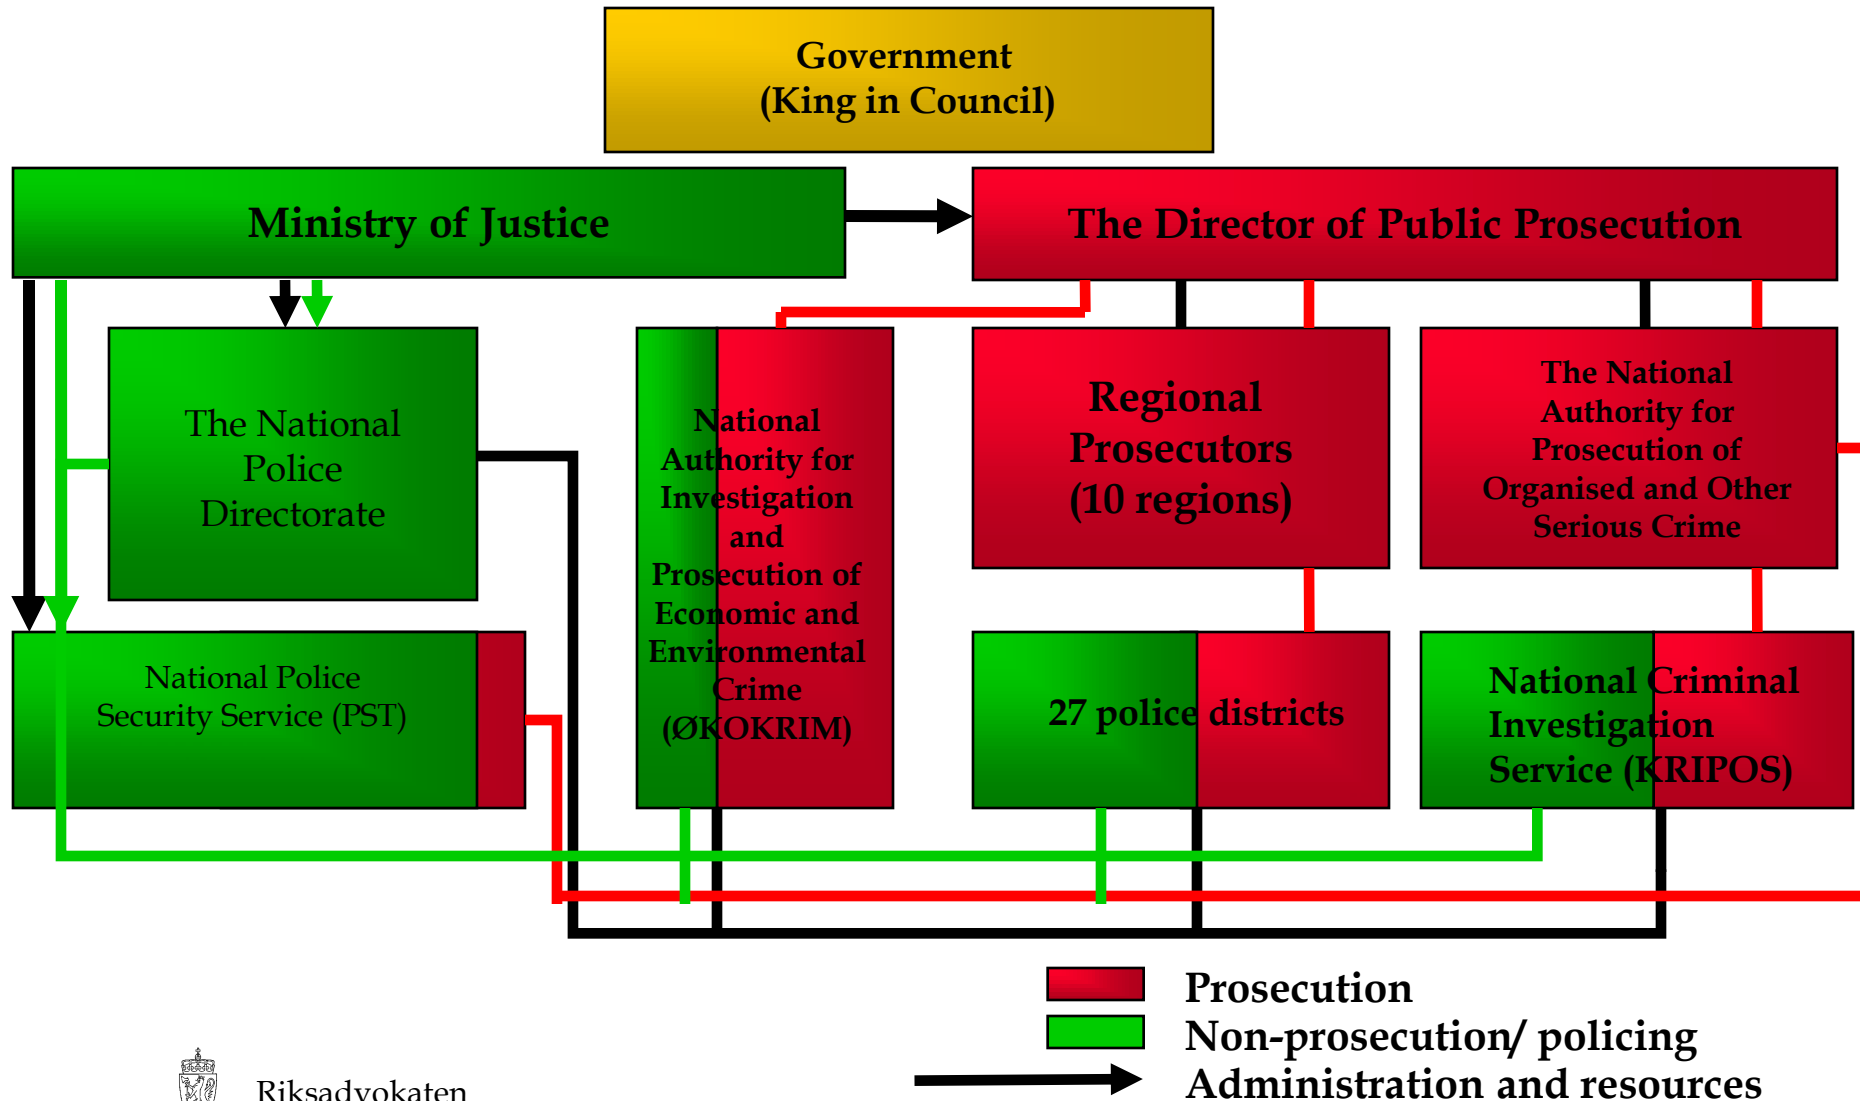 Government
(King in Council)
Ministry of Justice
The Director of Public Prosecution
The National
Police
Directorate
National
Authority for
Investigation
and
Prosecution of
Economic and
Environmental
Crime
(ØKOKRIM)
Regional
Prosecutors
(10 regions)
The National
Authority for
Prosecution of
Organised and Other
Serious Crime
National Police
Security Service (PST)
27 police districts
National Criminal
Investigation
Service (KRIPOS)
Prosecution
Non-prosecution/ policing
Administration and resources
Riksadvokaten